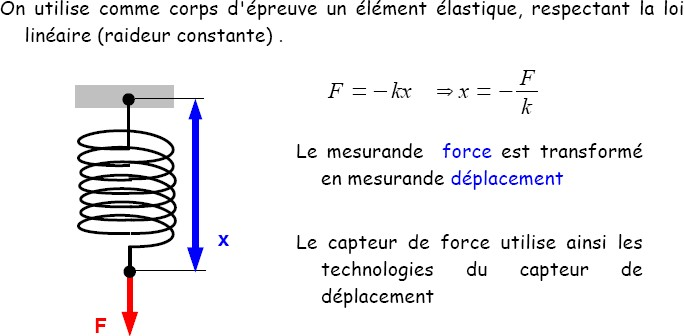 On utilise comme corps d'épreuve un élément élastique, respectant la loi
linéaire (raideur constante) .
F = -kx ⇒ x = -F/k
Le mesurande force est transformé
en mesurande déplacement
x
Le capteur de force utilise ainsi les
technologies du capteur de
déplacement
F